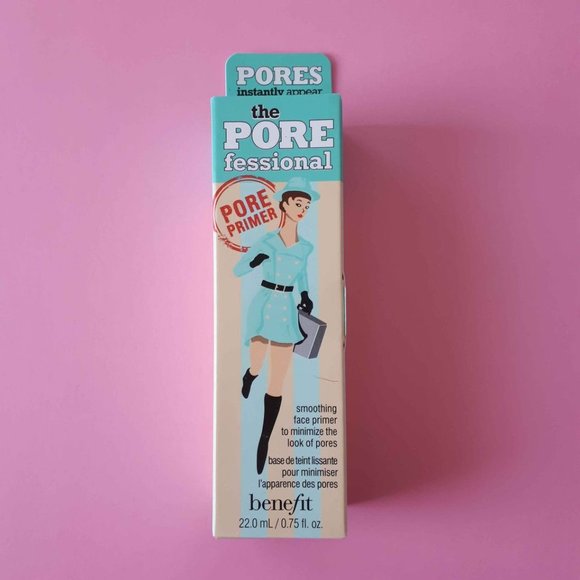 PORES
instantly appear
the
PORE
fessional
PORE
PRIMER
smoothing
face primer
to minimize the
look of pores
base de teint lissante
pour minimiser
l'apparence des pores
benefit
22.0 mL / 0.75 fl. oz.